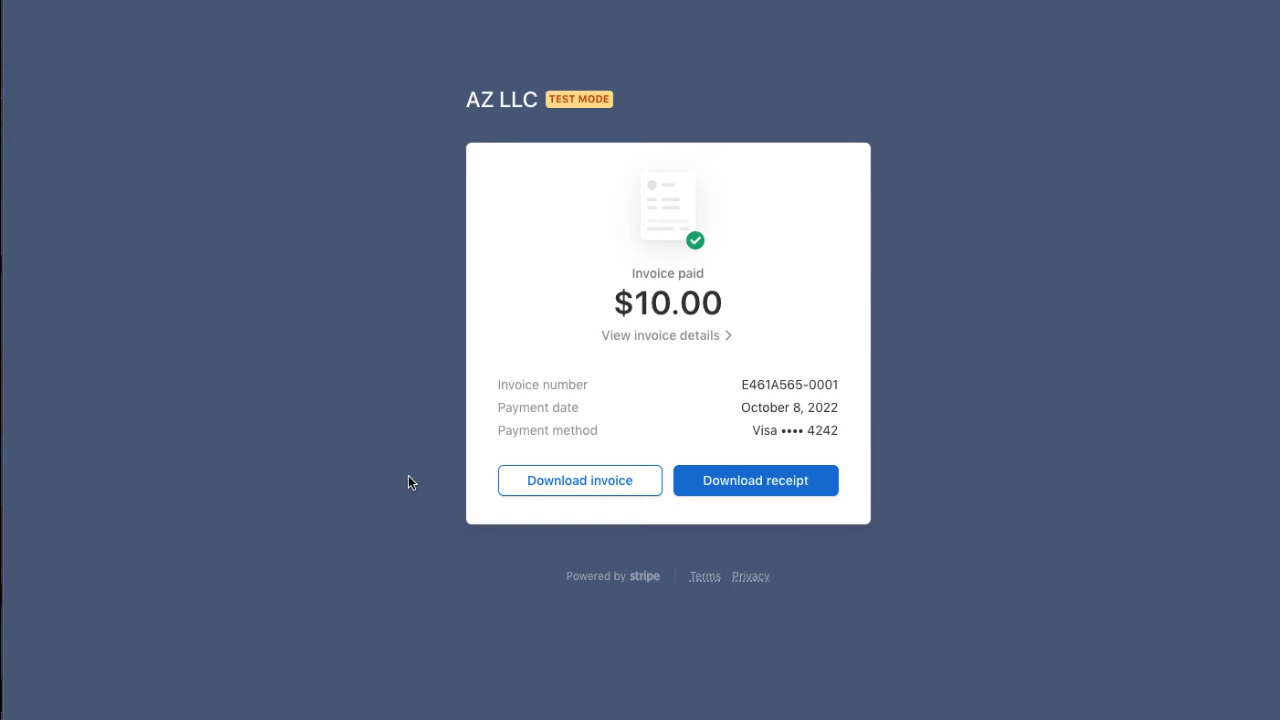 AZ LLC TEST MODE
Invoice paid
$10.00
View invoice details
Invoice number E461A565-0001
Payment date October 8, 2022
Payment method Visa •••• 4242
Download invoice Download receipt
Powered by stripe Terms Privacy